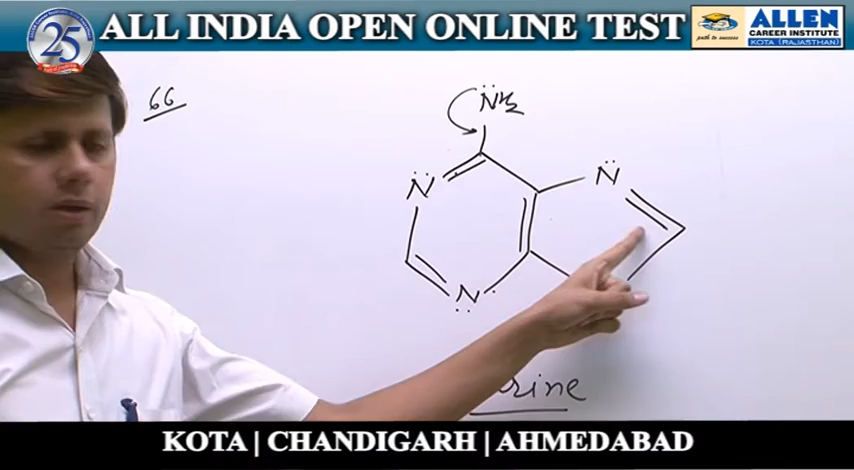 ALL INDIA OPEN ONLINE TEST
25
path to success
ALLEN
CAREER INSTITUTE
KOTA (RAJASTHAN)
66
NH2
N
N
N
rine
KOTA | CHANDIGARH | AHMEDABAD